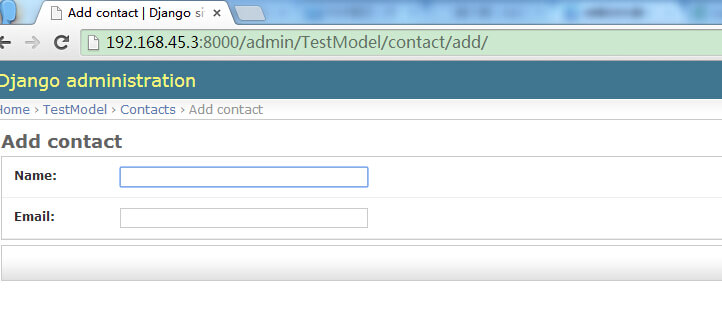 Add contact | Django si
192.168.45.3:8000/admin/TestModel/contact/add/
Django administration
Home › TestModel › Contacts › Add contact
Add contact
Name:
Email: